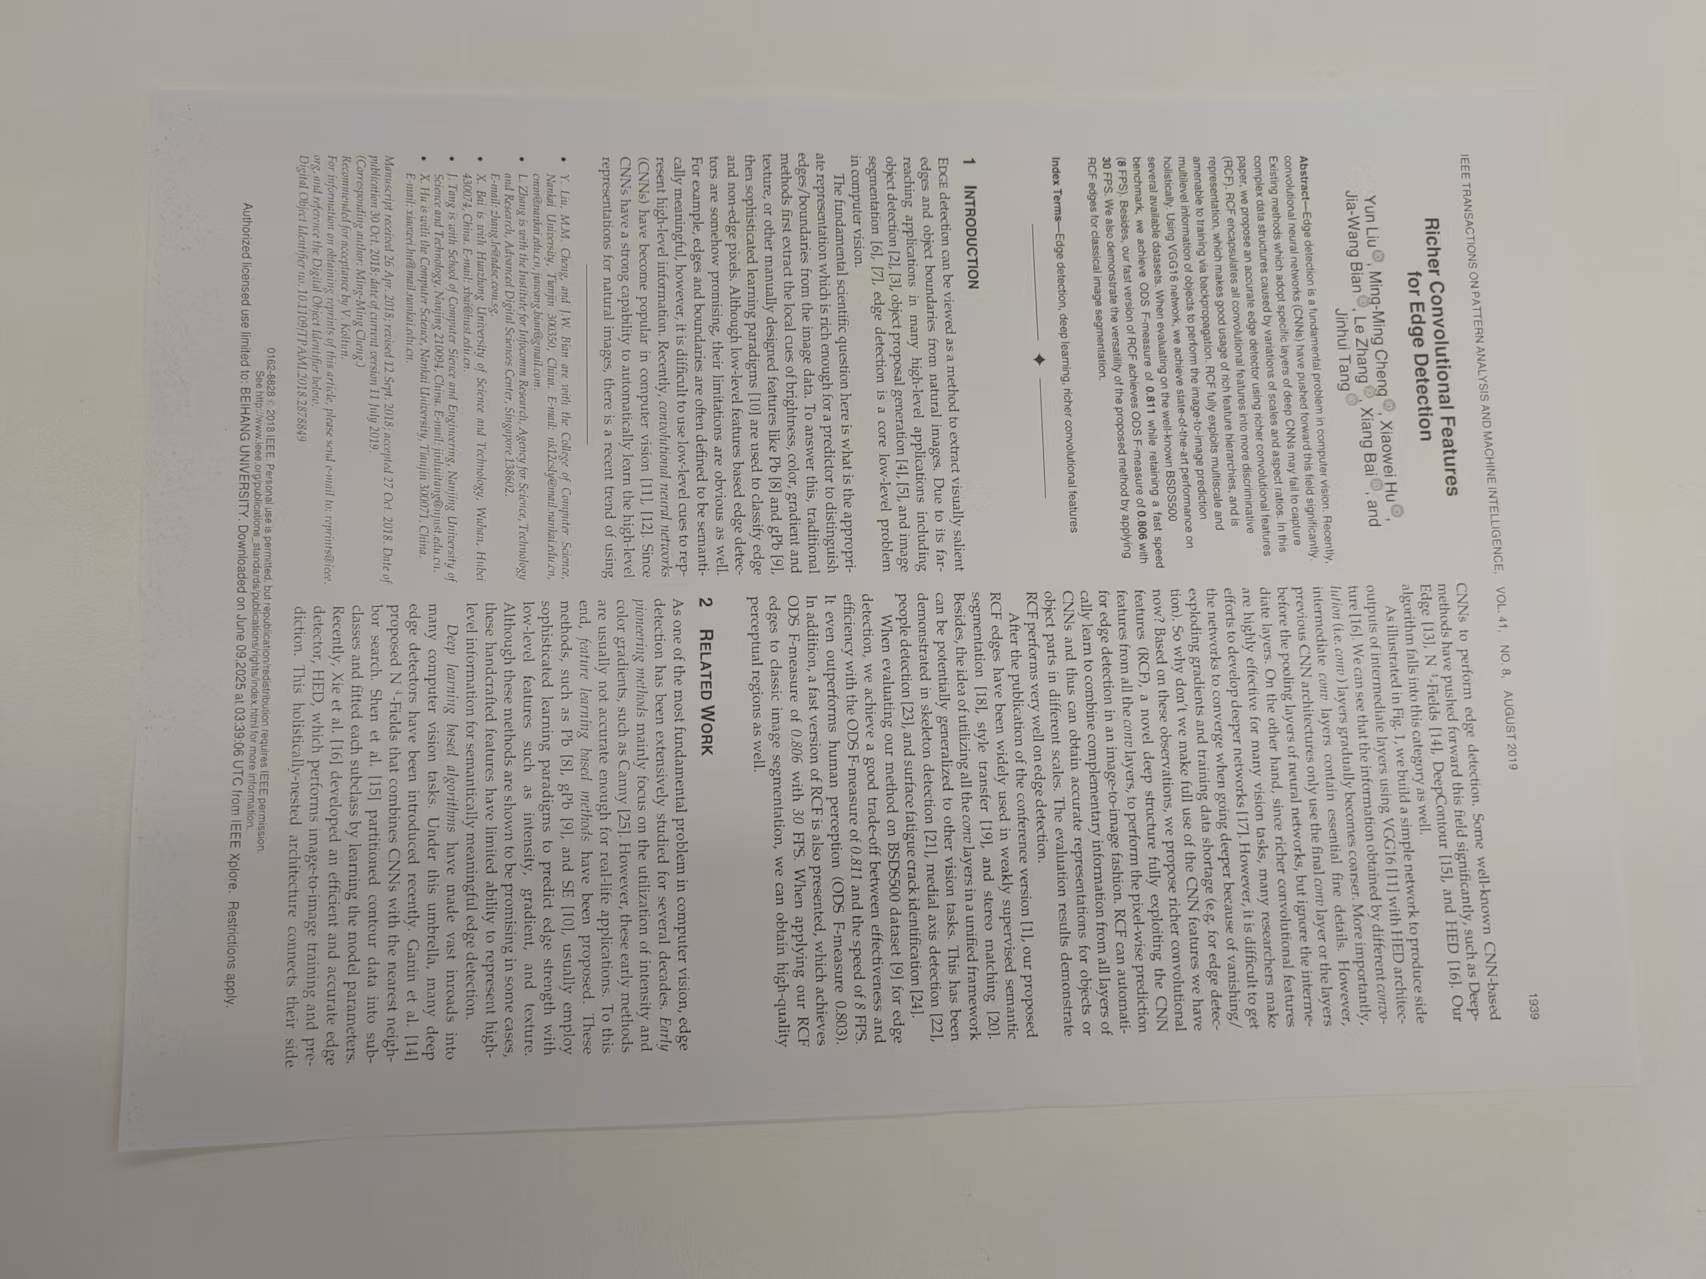 IEEE TRANSACTIONS ON PATTERN ANALYSIS AND MACHINE INTELLIGENCE, VOL. 41, NO. 8, AUGUST 2019
1939
Richer Convolutional Features
for Edge Detection
Yun Liu, Ming-Ming Cheng, Xiaowei Hu,
Jia-Wang Bian, Le Zhang, Xiang Bai, and
Jinhui Tang
Abstract—Edge detection is a fundamental problem in computer vision. Recently,
convolutional neural networks (CNNs) have pushed forward this field significantly.
Existing methods which adopt specific layers of deep CNNs may fail to capture
complex data structures caused by variations of scales and aspect ratios. In this
paper, we propose an accurate edge detector using richer convolutional features
(RCF). RCF encapsulates all convolutional features into more discriminative
representation, which makes good usage of rich feature hierarchies, and is
amenable to training via backpropagation. RCF fully exploits multiscale and
multilevel information of objects to perform the image-to-image prediction
holistically. Using VGG16 network, we achieve state-of-the-art performance on
several available datasets. When evaluating on the well-known BSDS500
benchmark, we achieve ODS F-measure of 0.811 while retaining a fast speed
(8 FPS). Besides, our fast version of RCF achieves ODS F-measure of 0.806 with
30 FPS. We also demonstrate the versatility of the proposed method by applying
RCF edges for classical image segmentation.
Index Terms—Edge detection, deep learning, richer convolutional features
1 INTRODUCTION
EDGE detection can be viewed as a method to extract visually salient
edges and object boundaries from natural images. Due to its far-
reaching applications in many high-level applications including
object detection [2], [3], object proposal generation [4], [5], and image
segmentation [6], [7], edge detection is a core low-level problem
in computer vision.
The fundamental scientific question here is what is the appropri-
ate representation which is rich enough for a predictor to distinguish
edges/boundaries from the image data. To answer this, traditional
methods first extract the local cues of brightness, color, gradient and
texture, or other manually designed features like Pb [8] and gPb [9],
then sophisticated learning paradigms [10] are used to classify edge
and non-edge pixels. Although low-level features based edge detec-
tors are somehow promising, their limitations are obvious as well.
For example, edges and boundaries are often defined to be semanti-
cally meaningful, however, it is difficult to use low-level cues to rep-
resent high-level information. Recently, convolutional neural networks
(CNNs) have become popular in computer vision [11], [12]. Since
CNNs have a strong capability to automatically learn the high-level
representations for natural images, there is a recent trend of using
• Y. Liu, M.M. Cheng, and J.W. Bian are with the College of Computer Science,
Nankai University, Tianjin 300350, China. E-mail: nk12csly@mail.nankai.edu.cn,
cmm@nankai.edu.cn, jiawang.bian@gmail.com.
• L. Zhang is with the Institute for Infocomm Research, Agency for Science, Technology
and Research, Advanced Digital Sciences Center, Singapore 138602.
E-mail: zhang.le@adsc.com.sg.
• X. Bai is with Huazhong University of Science and Technology, Wuhan, Hubei
430074, China. E-mail: xbai@hust.edu.cn.
• J. Tang is with School of Computer Science and Engineering, Nanjing University of
Science and Technology, Nanjing 210094, China. E-mail: jinhuitang@njust.edu.cn.
• X. Hu is with the Computer Science, Nankai University, Tianjin 300071, China.
E-mail: xiaowei.hu@mail.nankai.edu.cn.
Manuscript received 26 Apr. 2018; revised 12 Sept. 2018; accepted 27 Oct. 2018. Date of
publication 30 Oct. 2018; date of current version 11 July 2019.
(Corresponding author: Ming-Ming Cheng.)
Recommended for acceptance by V. Koltun.
For information on obtaining reprints of this article, please send e-mail to: reprints@ieee.
org, and reference the Digital Object Identifier below.
Digital Object Identifier no. 10.1109/TPAMI.2018.2878849
CNNs to perform edge detection. Some well-known CNN-based
methods have pushed forward this field significantly, such as Deep-
Edge [13], N4-Fields [14], DeepContour [15], and HED [16]. Our
algorithm falls into this category as well.
As illustrated in Fig. 1, we build a simple network to produce side
outputs of intermediate layers using VGG16 [11] with HED architec-
ture [16]. We can see that the information obtained by different convo-
lution (i.e. conv) layers gradually becomes coarser. More importantly,
intermediate conv layers contain essential fine details. However,
previous CNN architectures only use the final conv layer or the layers
before the pooling layers of neural networks, but ignore the interme-
diate layers. On the other hand, since richer convolutional features
are highly effective for many vision tasks, many researchers make
efforts to develop deeper networks [17]. However, it is difficult to get
the networks to converge when going deeper because of vanishing/
exploding gradients and training data shortage (e.g. for edge detec-
tion). So why don't we make full use of the CNN features we have
now? Based on these observations, we propose richer convolutional
features (RCF), a novel deep structure fully exploiting the CNN
features from all the conv layers, to perform the pixel-wise prediction
for edge detection in an image-to-image fashion. RCF can automati-
cally learn to combine complementary information from all layers of
CNNs and thus can obtain accurate representations for objects or
object parts in different scales. The evaluation results demonstrate
RCF performs very well on edge detection.
After the publication of the conference version [1], our proposed
RCF edges have been widely used in weakly supervised semantic
segmentation [18], style transfer [19], and stereo matching [20].
Besides, the idea of utilizing all the conv layers in a unified framework
can be potentially generalized to other vision tasks. This has been
demonstrated in skeleton detection [21], medial axis detection [22],
people detection [23], and surface fatigue crack identification [24].
When evaluating our method on BSDS500 dataset [9] for edge
detection, we achieve a good trade-off between effectiveness and
efficiency with the ODS F-measure of 0.811 and the speed of 8 FPS.
It even outperforms human perception (ODS F-measure 0.803).
In addition, a fast version of RCF is also presented, which achieves
ODS F-measure of 0.806 with 30 FPS. When applying our RCF
edges to classic image segmentation, we can obtain high-quality
perceptual regions as well.
2 RELATED WORK
As one of the most fundamental problem in computer vision, edge
detection has been extensively studied for several decades. Early
pioneering methods mainly focus on the utilization of intensity and
color gradients, such as Canny [25]. However, these early methods
are usually not accurate enough for real-life applications. To this
end, feature learning based methods have been proposed. These
methods, such as Pb [8], gPb [9], and SE [10], usually employ
sophisticated learning paradigms to predict edge strength with
low-level features such as intensity, gradient, and texture.
Although these methods are shown to be promising in some cases,
these handcrafted features have limited ability to represent high-
level information for semantically meaningful edge detection.
Deep learning based algorithms have made vast inroads into
many computer vision tasks. Under this umbrella, many deep
edge detectors have been introduced recently. Ganin et al. [14]
proposed N4-Fields that combines CNNs with the nearest neigh-
bor search. Shen et al. [15] partitioned contour data into sub-
classes and fitted each subclass by learning the model parameters.
Recently, Xie et al. [16] developed an efficient and accurate edge
detector, HED, which performs image-to-image training and pre-
diction. This holistically-nested architecture connects their side
0162-8828 © 2018 IEEE. Personal use is permitted, but republication/redistribution requires IEEE permission.
See http://www.ieee.org/publications_standards/publications/rights/index.html for more information.
Authorized licensed use limited to: BEIHANG UNIVERSITY. Downloaded on June 09,2025 at 03:39:06 UTC from IEEE Xplore. Restrictions apply.